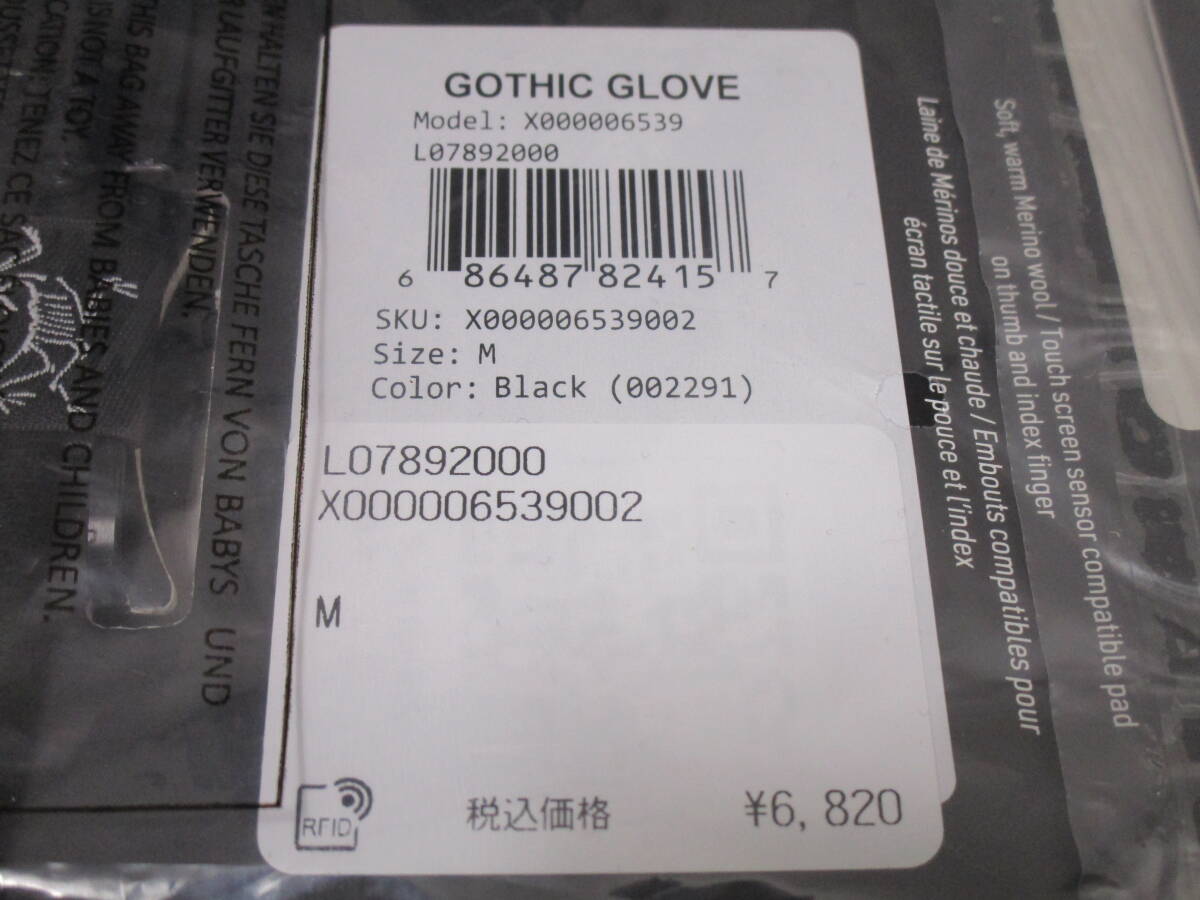 GOTHIC GLOVE
Model: X000006539
L07892000
6 86487 82415 7
SKU: X000006539002
Size: M
Color: Black (002291)
L07892000
X000006539002
M
RFID
税込価格 ¥6,820
Soft, warm Merino wool / Touch screen sensor compatible pad
on thumb and index finger
Laine de Mérinos douce et chaude / Embouts compatibles pour
écran tactile sur le pouce et l'index
HALTEN SIE DIESE TASCHE FERN VON BABYS UND
LAUFGITTER VERWENDEN.
THIS BAG AWAY FROM BABIES AND CHILDREN.
IS NOT A TOY.
TENEZ CE